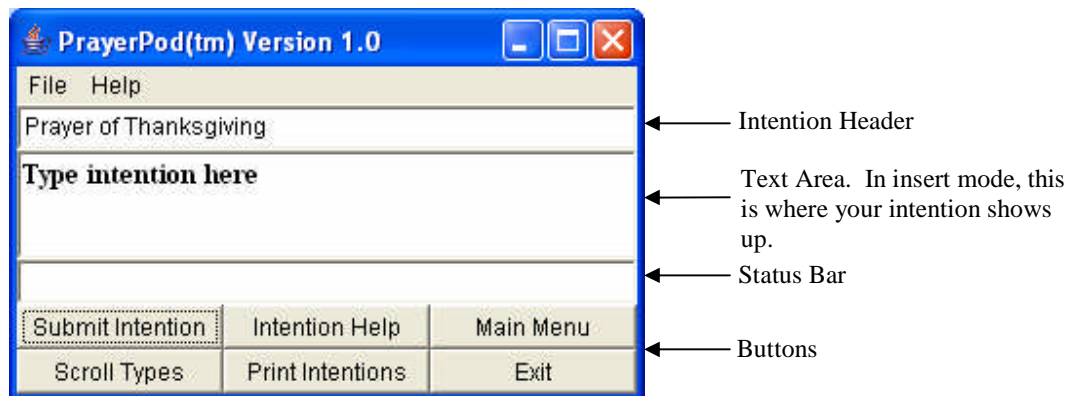 PrayerPod(tm) Version 1.0
File Help
Prayer of Thanksgiving
Intention Header
Type intention here
Text Area. In insert mode, this
is where your intention shows
up.
Status Bar
Submit Intention Intention Help Main Menu
Buttons
Scroll Types Print Intentions Exit